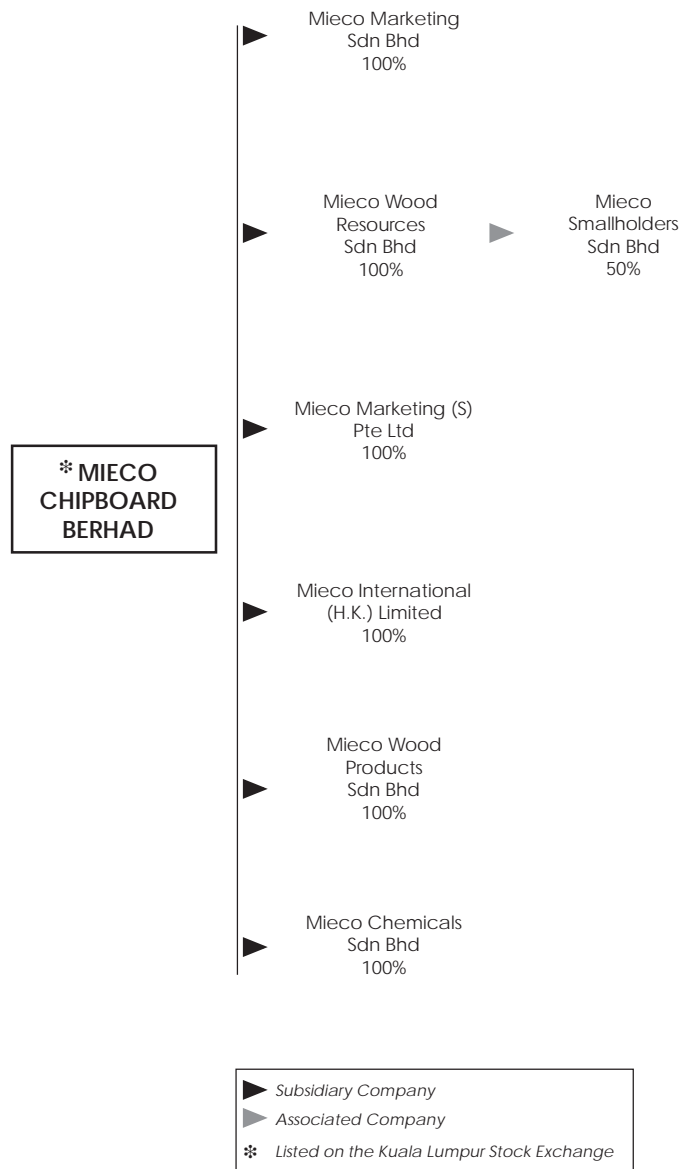 Mieco Marketing
Sdn Bhd
100%
Mieco Wood
Resources
Sdn Bhd
100%
Mieco
Smallholders
Sdn Bhd
50%
Mieco Marketing (S)
Pte Ltd
100%
* MIECO
CHIPBOARD
BERHAD
Mieco International
(H.K.) Limited
100%
Mieco Wood
Products
Sdn Bhd
100%
Mieco Chemicals
Sdn Bhd
100%
Subsidiary Company
Associated Company
* Listed on the Kuala Lumpur Stock Exchange